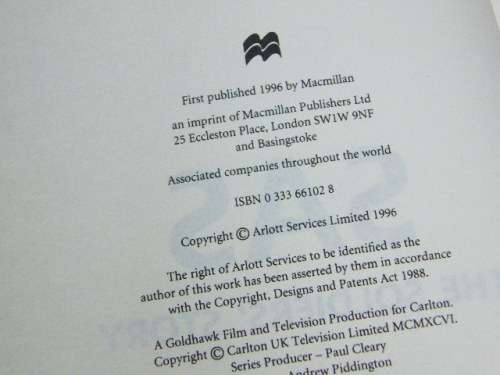 First published 1996 by Macmillan
an imprint of Macmillan Publishers Ltd
25 Eccleston Place, London SW1W 9NF
and Basingstoke
Associated companies throughout the world
ISBN 0 333 66102 8
Copyright © Arlott Services Limited 1996
The right of Arlott Services to be identified as the
author of this work has been asserted by them in accordance
with the Copyright, Designs and Patents Act 1988.
A Goldhawk Film and Television Production for Carlton.
Copyright © Carlton UK Television Limited MCMXCVI.
Series Producer – Paul Cleary
Andrew Piddington